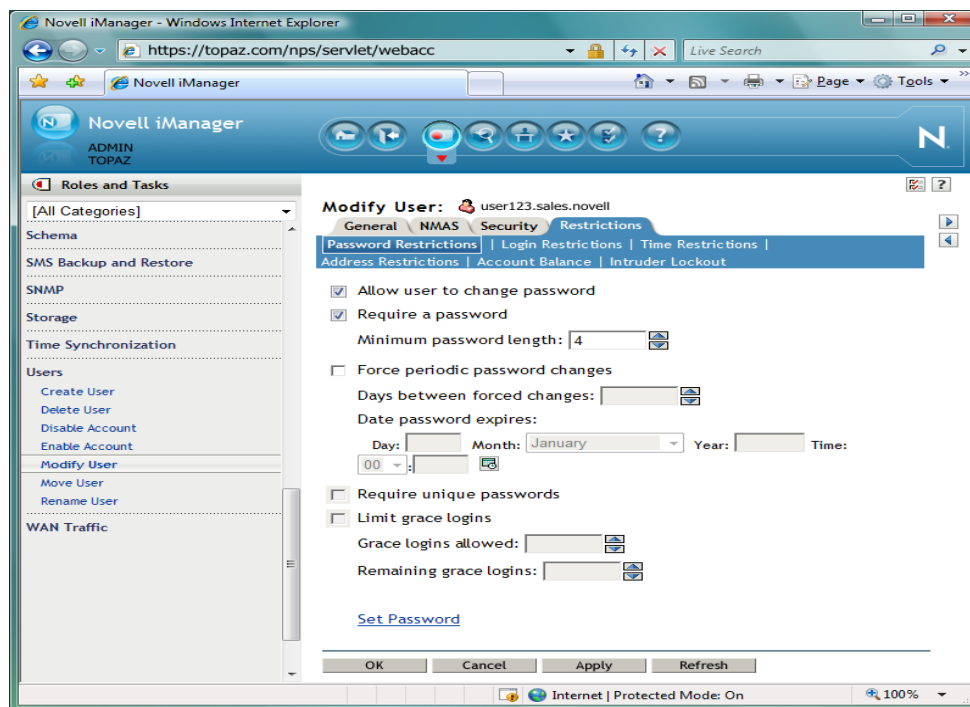 Novell iManager - Windows Internet Explorer
https://topaz.com/nps/servlet/webacc
Live Search
Novell iManager
Page
Tools
»
N
Novell iManager
ADMIN
TOPAZ
?
N
Roles and Tasks
?
[All Categories]
Schema
SMS Backup and Restore
SNMP
Storage
Time Synchronization
Users
Create User
Delete User
Disable Account
Enable Account
Modify User
Move User
Rename User
WAN Traffic
Modify User: user123.sales.novell
General NMAS Security Restrictions
Password Restrictions | Login Restrictions | Time Restrictions |
Address Restrictions | Account Balance | Intruder Lockout
Allow user to change password
Require a password
Minimum password length: 4
Force periodic password changes
Days between forced changes:
Date password expires:
Day: Month: January Year: Time:
00 :
Require unique passwords
Limit grace logins
Grace logins allowed:
Remaining grace logins:
Set Password
OK Cancel Apply Refresh
Internet | Protected Mode: On
100%